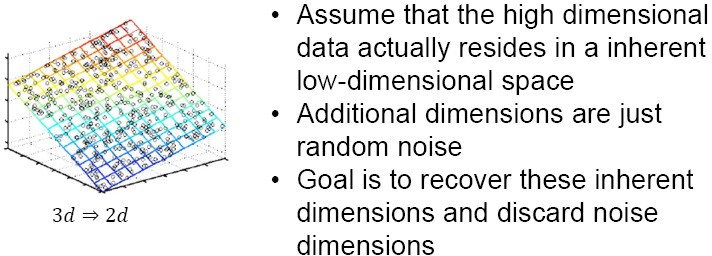 • Assume that the high dimensional
data actually resides in a inherent
low-dimensional space
• Additional dimensions are just
random noise
• Goal is to recover these inherent
dimensions and discard noise
dimensions
3d ⇒ 2d